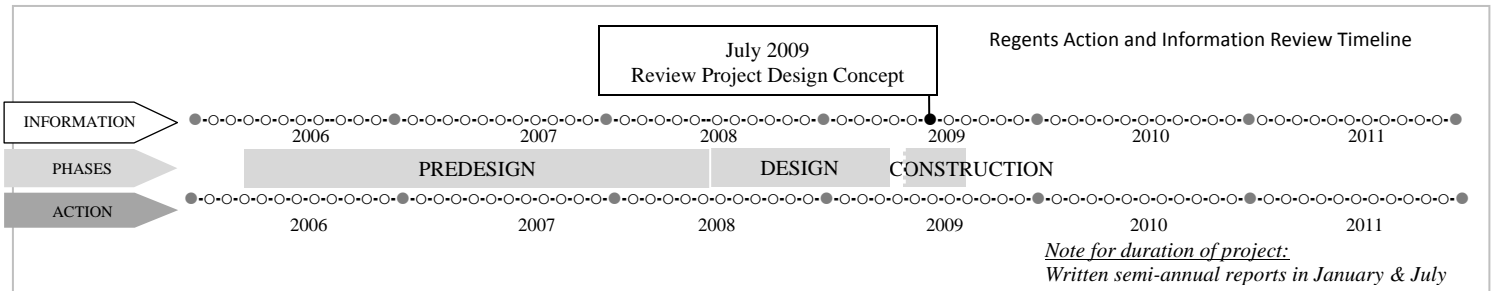 Regents Action and Information Review Timeline
July 2009
Review Project Design Concept
INFORMATION
2006 2007 2008 2009 2010 2011
PHASES
PREDESIGN DESIGN CONSTRUCTION
ACTION
2006 2007 2008 2009 2010 2011
Note for duration of project:
Written semi-annual reports in January & July